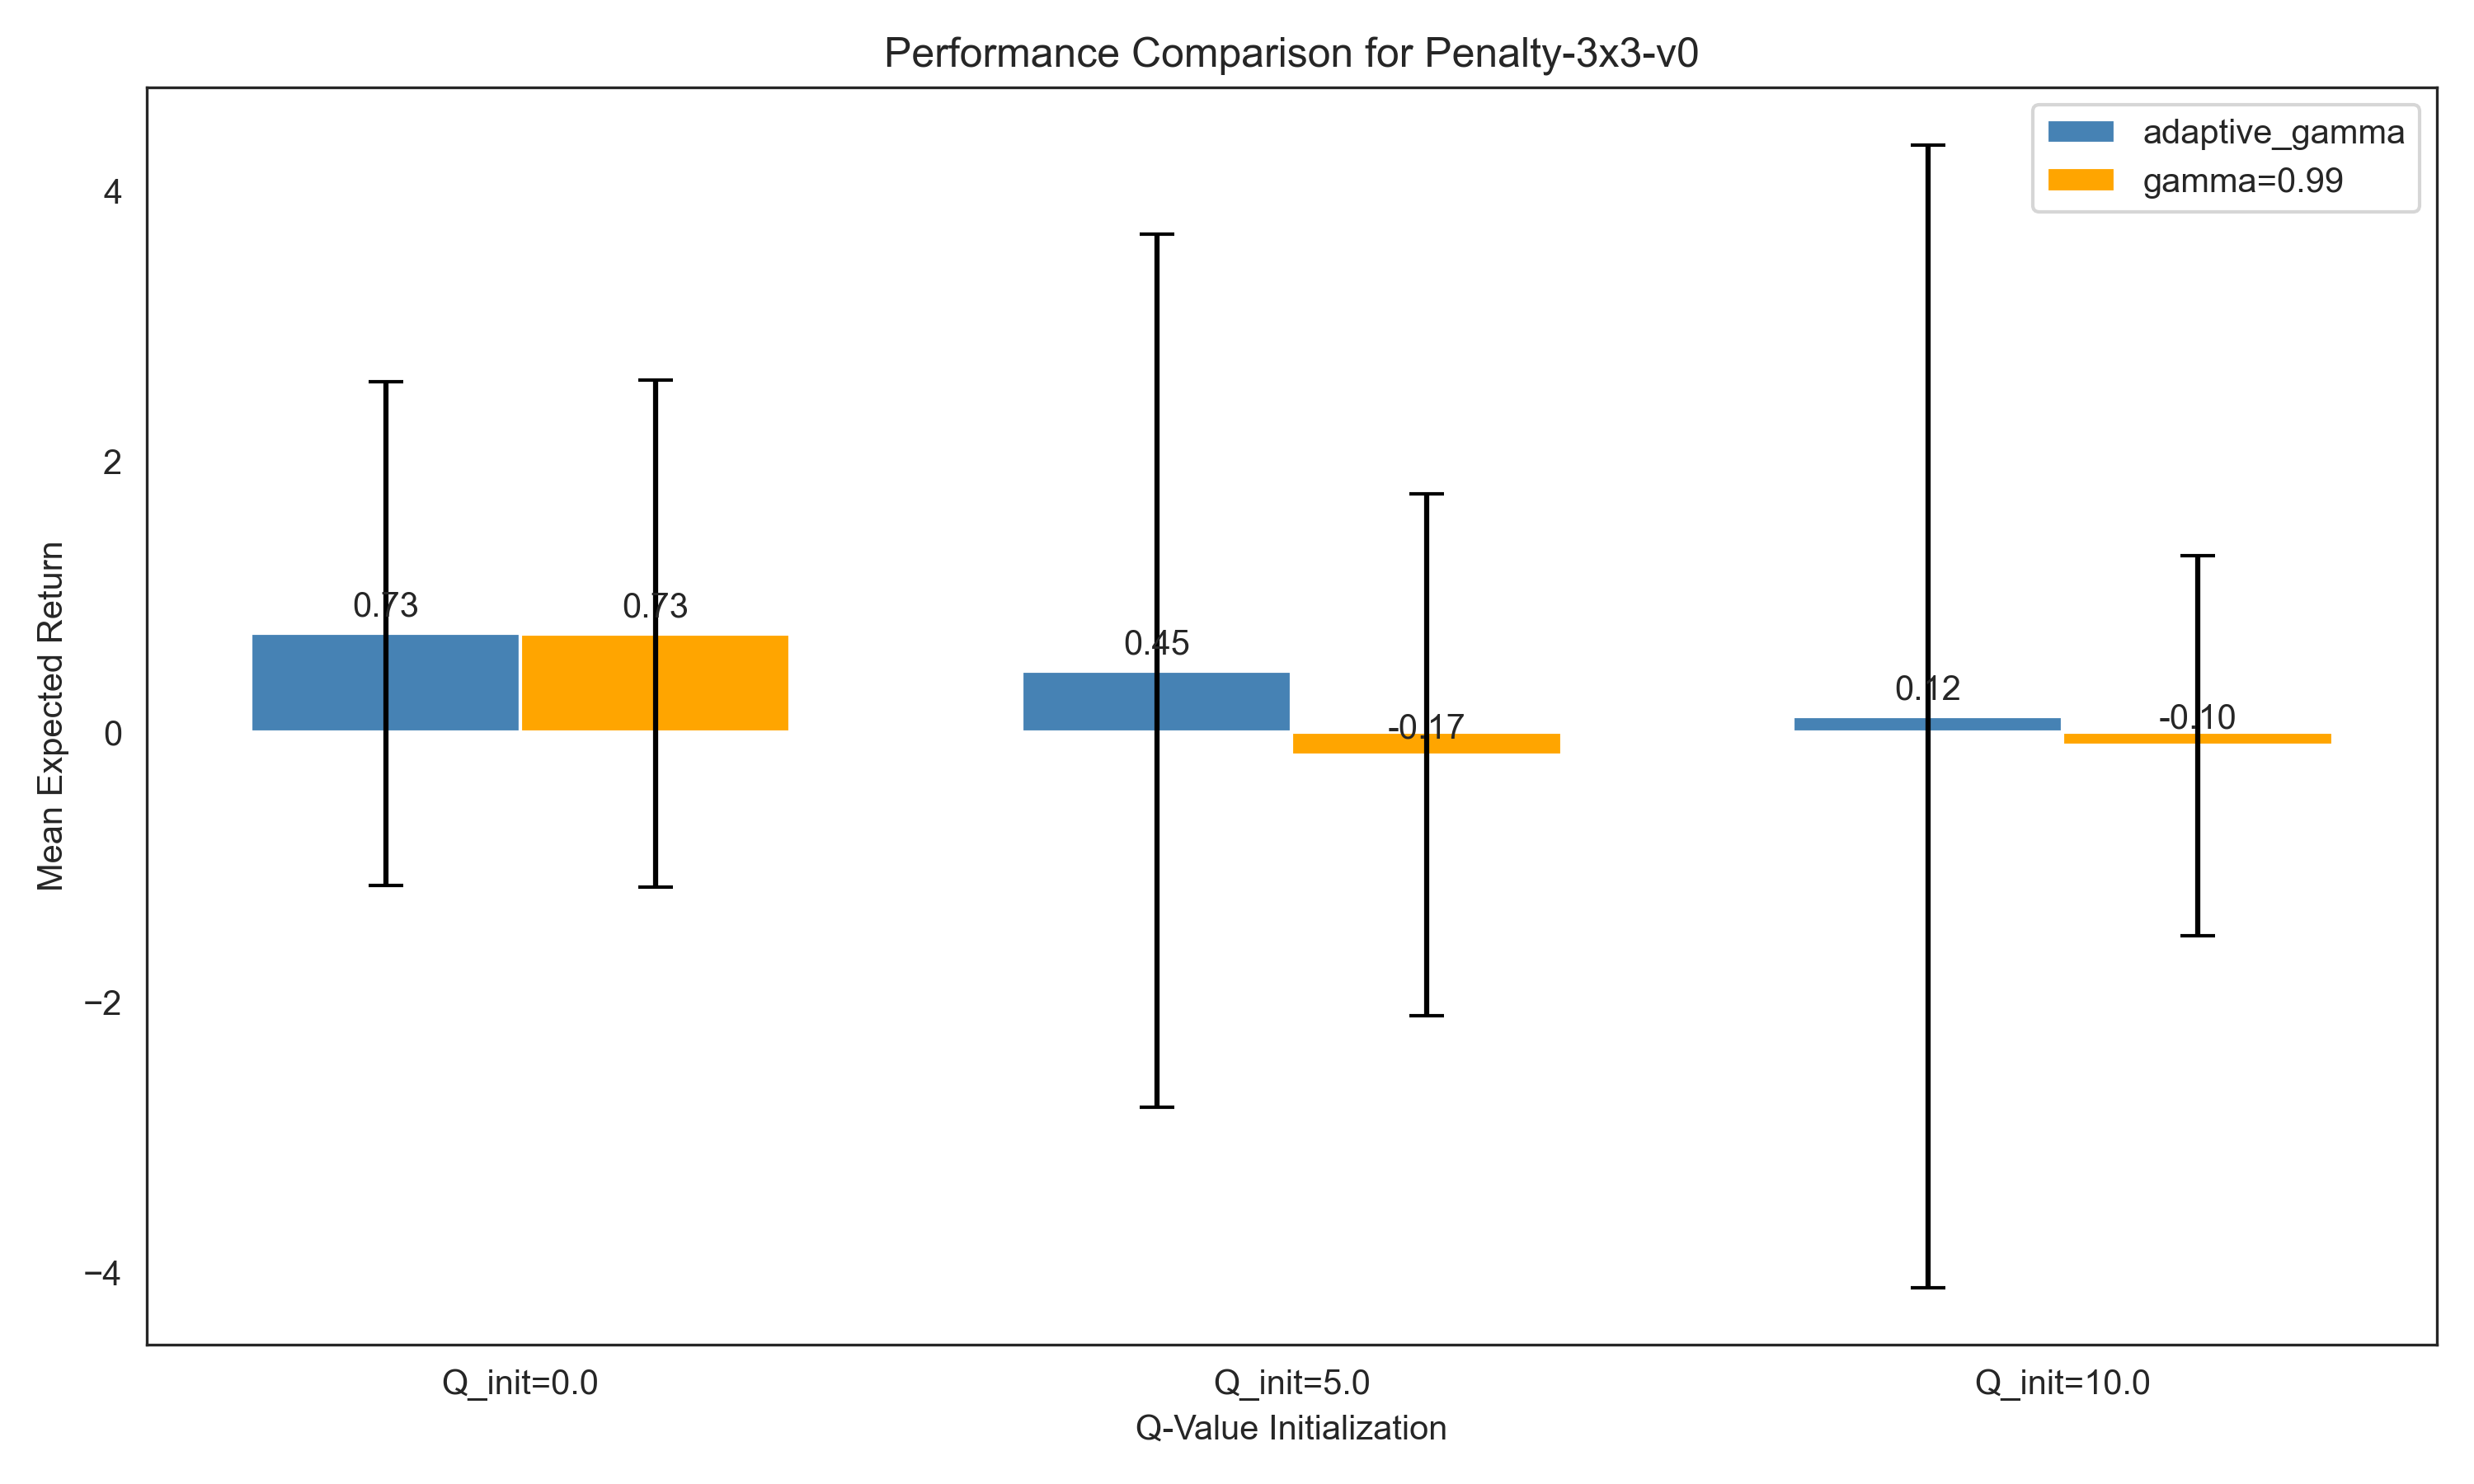 Performance Comparison for Penalty-3x3-v0
adaptive_gamma
gamma=0.99
4
2
0
−2
−4
Mean Expected Return
0.73
0.73
0.45
-0.17
0.12
-0.10
Q_init=0.0
Q_init=5.0
Q_init=10.0
Q-Value Initialization